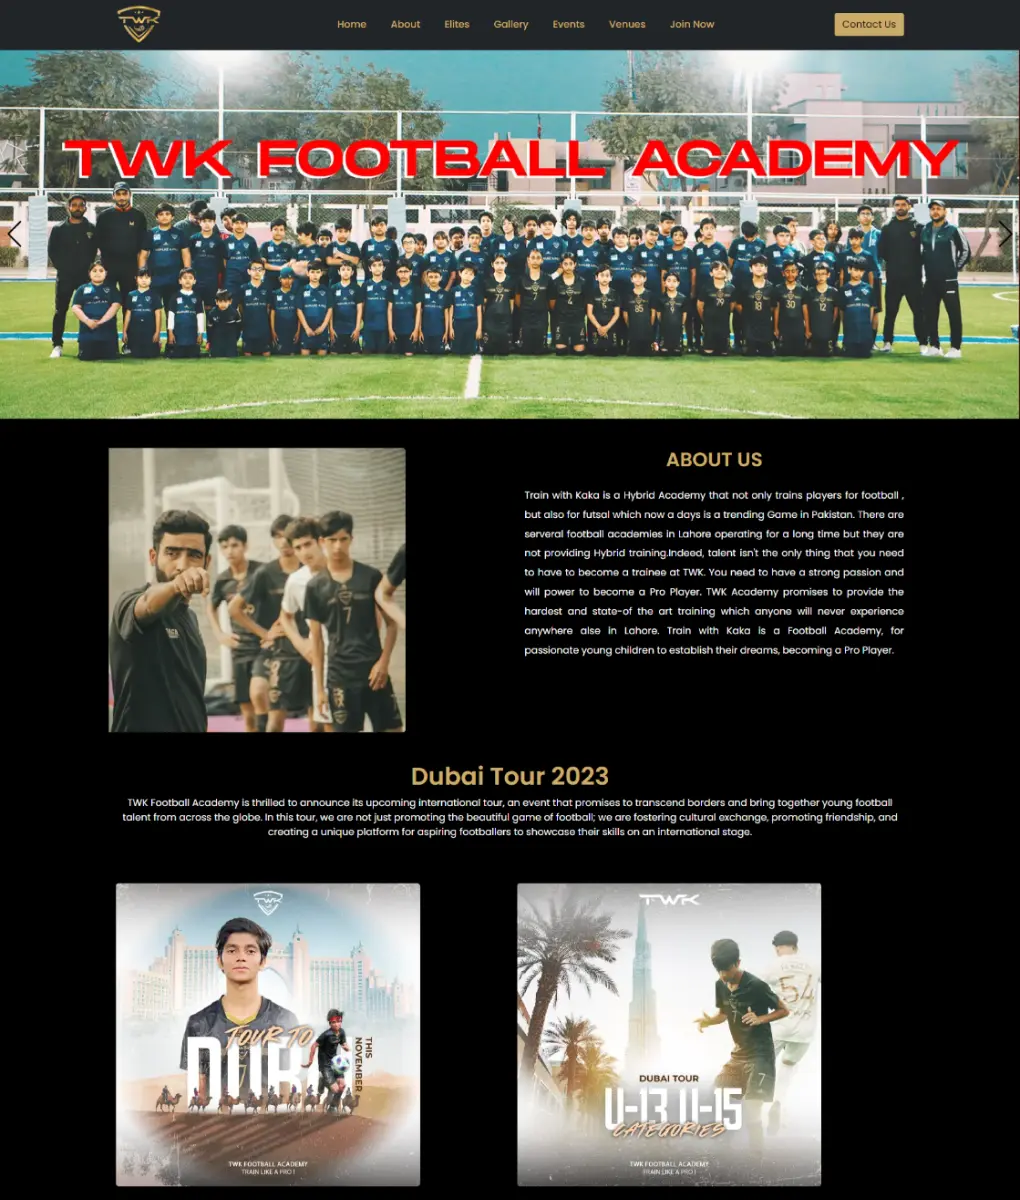 TWK
Home About Elites Gallery Events Venues Join Now Contact Us
TWK FOOTBALL ACADEMY
ABOUT US
Train with Kaka is a Hybrid Academy that not only trains players for football ,
but also for futsal which now a days is a trending Game in Pakistan. There are
serveral football academies in Lahore operating for a long time but they are
not providing Hybrid training.Indeed, talent isn't the only thing that you need
to have to become a trainee at TWK. You need to have a strong passion and
will power to become a Pro Player. TWK Academy promises to provide the
hardest and state-of the art training which anyone will never experience
anywhere alse in Lahore. Train with Kaka is a Football Academy, for
passionate young children to establish their dreams, becoming a Pro Player.
Dubai Tour 2023
TWK Football Academy is thrilled to announce its upcoming international tour, an event that promises to transcend borders and bring together young football
talent from across the globe. In this tour, we are not just promoting the beautiful game of football; we are fostering cultural exchange, promoting friendship, and
creating a unique platform for aspiring footballers to showcase their skills on an international stage.
TWK
TOUR TO
THIS
NOVEMBER
TWK FOOTBALL ACADEMY
TRAIN LIKE A PRO !
TWK
54
7
DUBAI TOUR
U-13 U-15
CATEGORIES
TWK FOOTBALL ACADEMY
TRAIN LIKE A PRO !